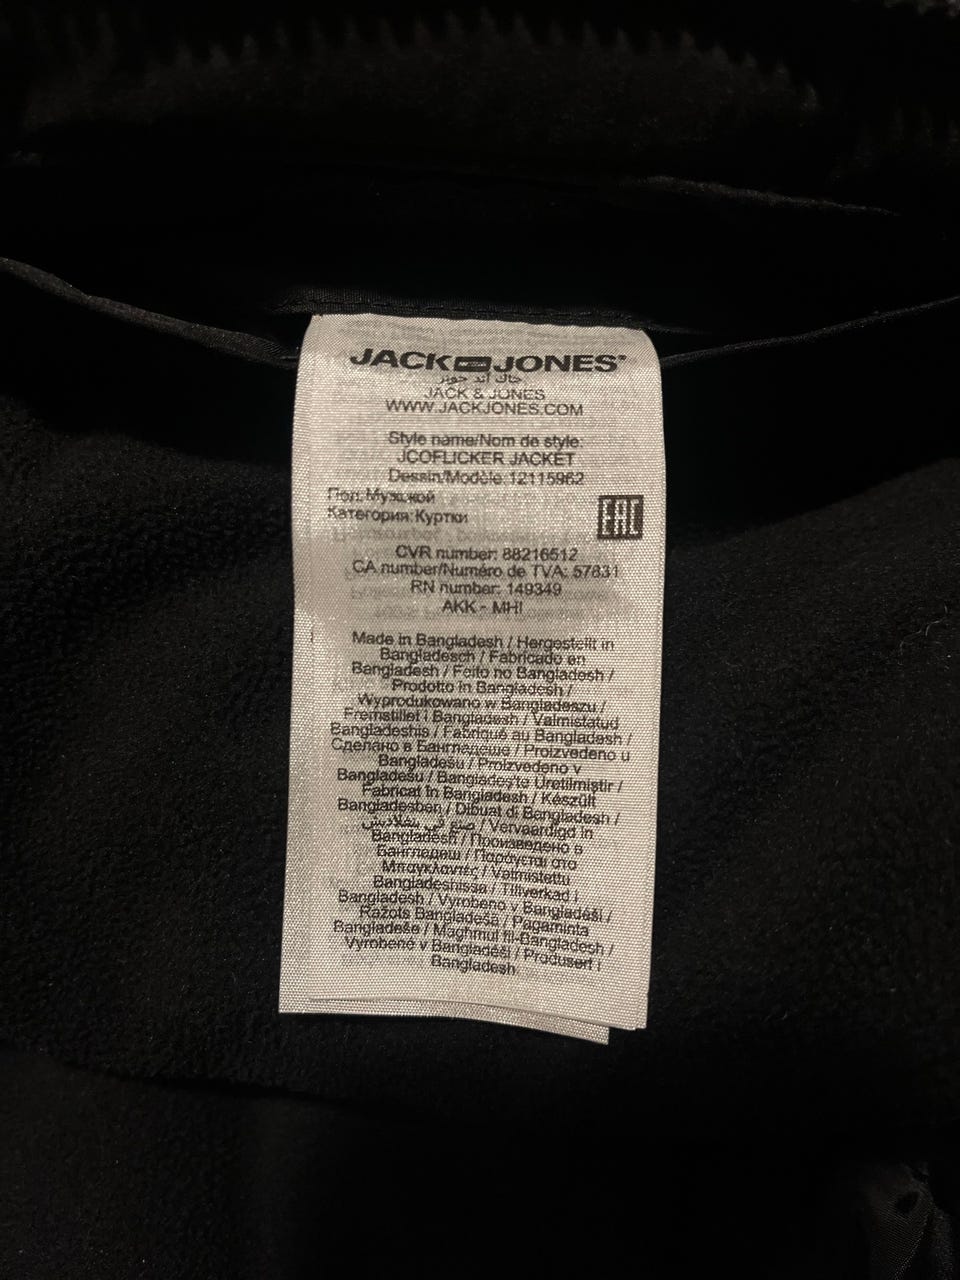 JACK JONES®
جاك أند جونز
JACK & JONES
WWW.JACKJONES.COM
Style name/Nom de style:
JCOFLICKER JACKET
Dessin/Modèle:12115962
Пол:Мужской
Категория:Куртки
EAC
CVR number: 88216512
CA number/Numéro de TVA: 57831
RN number: 149349
AKK - MHI
Made in Bangladesh / Hergestellt in
Bangladesch / Fabricado en
Bangladesh / Feito no Bangladesh /
Prodotto in Bangladesh /
Wyprodukowano w Bangladeszu /
Fremstillet i Bangladesh / Valmistatud
Bangladeshis / Fabriqué au Bangladesh /
Сделано в Бангладеше / Proizvedeno u
Bangladešu / Proizvedeno v
Bangladešu / Bangladeş'te Üretilmiştir /
Fabricat în Bangladesh / Készült
Bangladesben / Dibuat di Bangladesh /
صنع في بنغلاديش / Vervaardigd in
Bangladesh / Произведено в
Бангладеш / Παράγεται στο
Μπαγκλαντές / Valmistettu
Bangladeshissa / Tillverkad i
Bangladesh / Vyrobeno v Bangladéši /
Ražots Bangladešā / Pagaminta
Bangladeše / Magħmul fil-Bangladesh /
Vyrobené v Bangladéši / Produsert i
Bangladesh